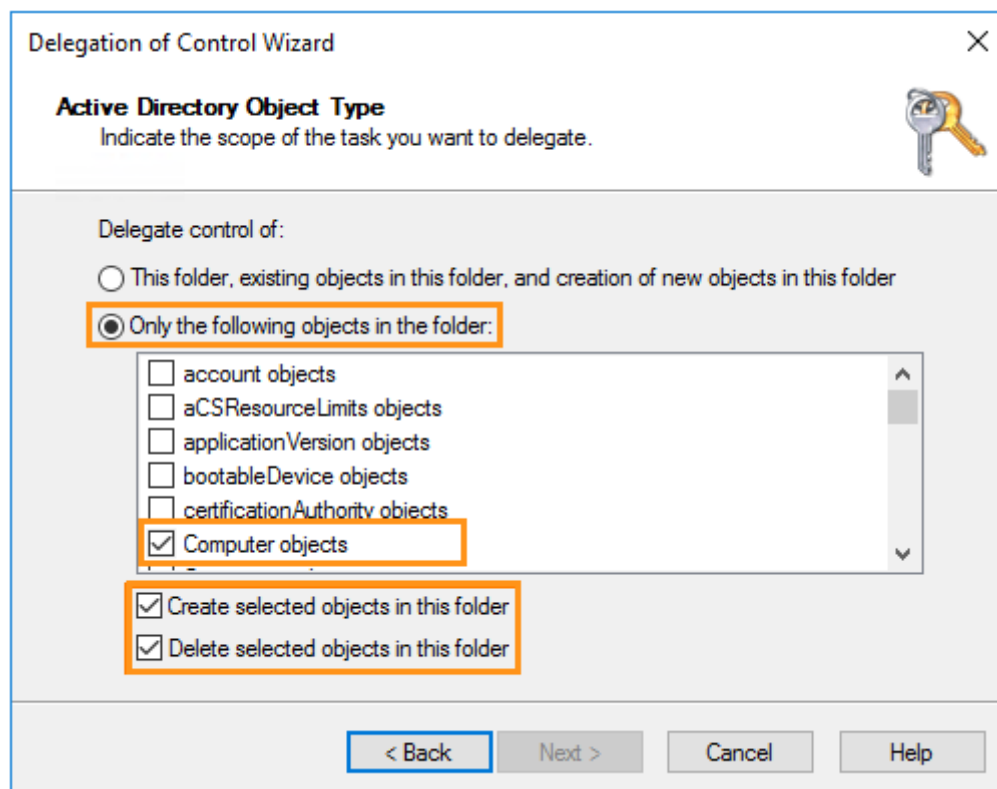 Delegation of Control Wizard
Active Directory Object Type
Indicate the scope of the task you want to delegate.
Delegate control of:
This folder, existing objects in this folder, and creation of new objects in this folder
Only the following objects in the folder:
account objects
aCSResourceLimits objects
applicationVersion objects
bootableDevice objects
certificationAuthority objects
Computer objects
Create selected objects in this folder
Delete selected objects in this folder
< Back Next > Cancel Help